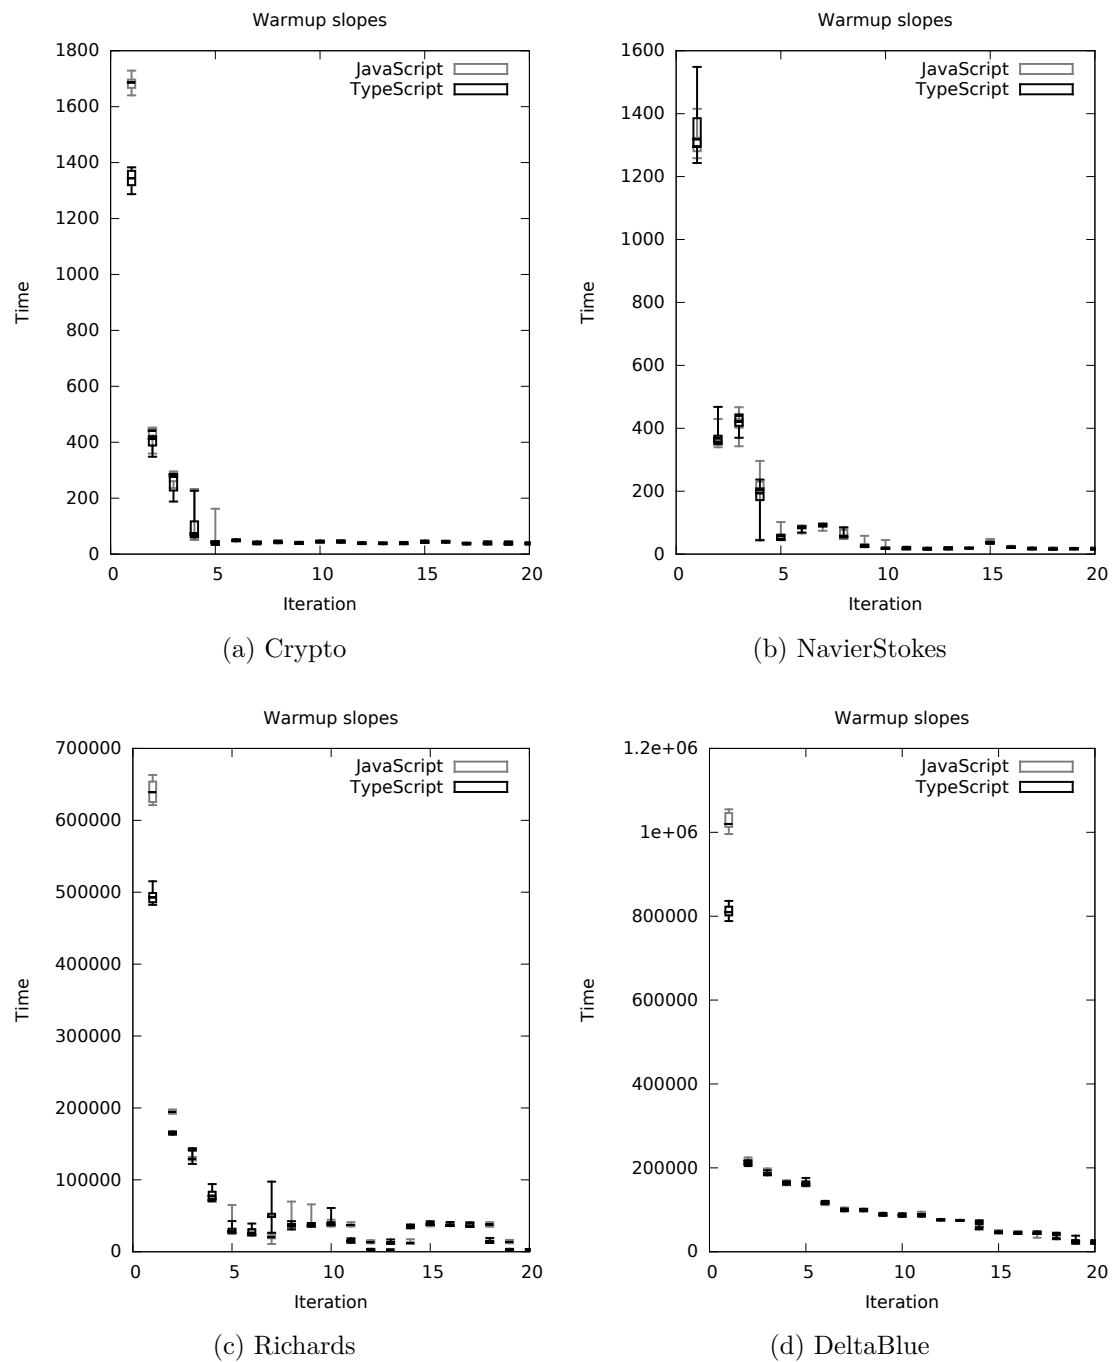 Warmup slopes
1800
1600
1400
1200
1000
800
600
400
200
0
0 5 10 15 20
Time
Iteration
JavaScript
TypeScript
(a) Crypto
Warmup slopes
1600
1400
1200
1000
800
600
400
200
0
0 5 10 15 20
Time
Iteration
JavaScript
TypeScript
(b) NavierStokes
Warmup slopes
700000
600000
500000
400000
300000
200000
100000
0
0 5 10 15 20
Time
Iteration
JavaScript
TypeScript
(c) Richards
Warmup slopes
1.2e+06
1e+06
800000
600000
400000
200000
0
0 5 10 15 20
Time
Iteration
JavaScript
TypeScript
(d) DeltaBlue